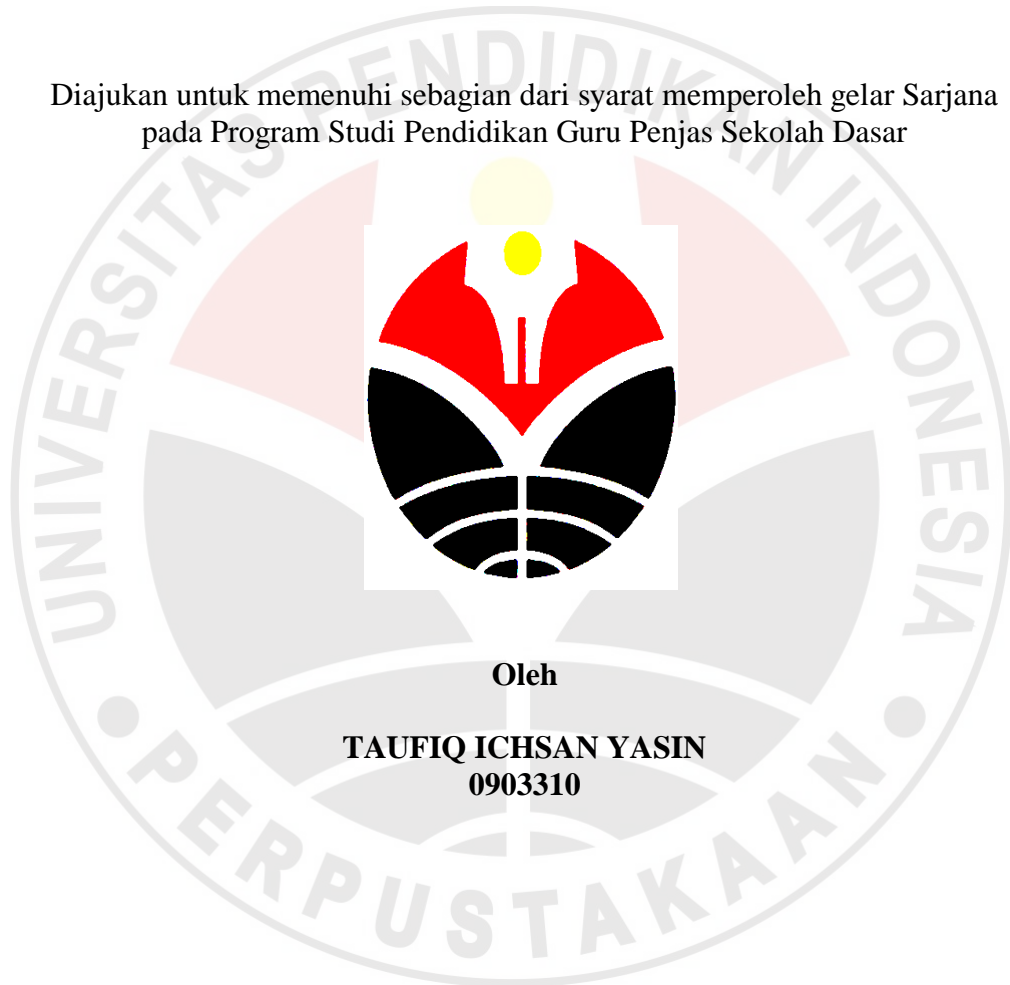 Diajukan untuk memenuhi sebagian dari syarat memperoleh gelar Sarjana
pada Program Studi Pendidikan Guru Penjas Sekolah Dasar
Oleh
TAUFIQ ICHSAN YASIN
0903310
UNIVERSITAS PENDIDIKAN INDONESIA
PERPUSTAKAAN